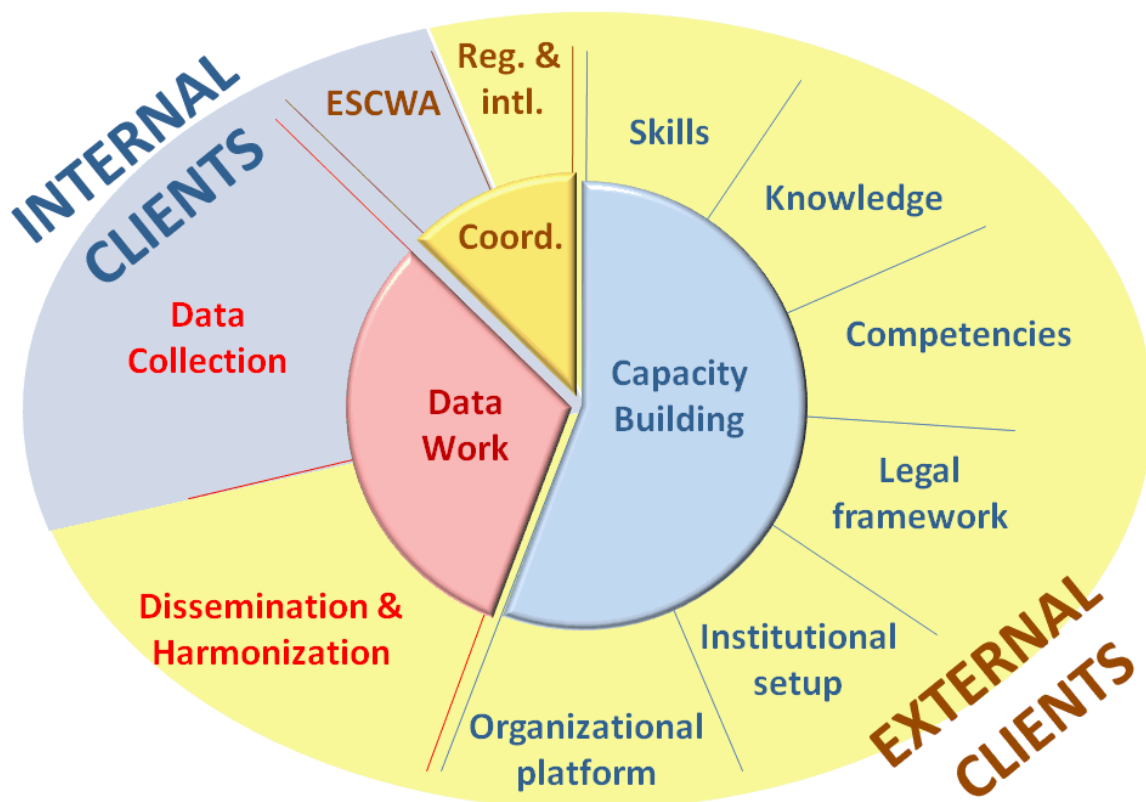 INTERNAL
CLIENTS
ESCWA
Reg. &
intl.
Skills
Knowledge
Competencies
Legal
framework
Institutional
setup
Organizational
platform
Dissemination &
Harmonization
Data
Collection
Coord.
Data
Work
Capacity
Building
EXTERNAL
CLIENTS